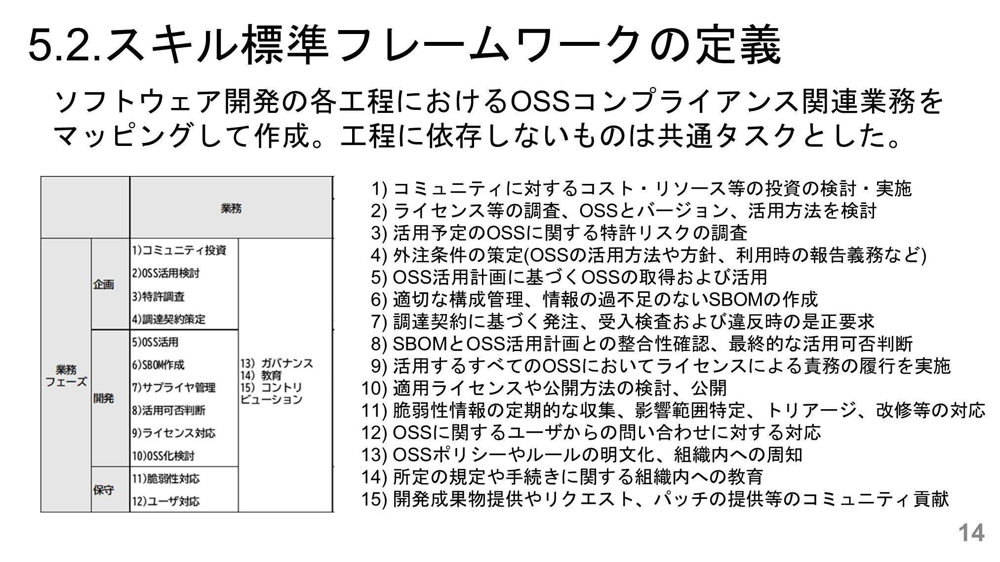 5.2.スキル標準フレームワークの定義
ソフトウェア開発の各工程におけるOSSコンプライアンス関連業務を
マッピングして作成。工程に依存しないものは共通タスクとした。
業務
業務
フェーズ
企画
1)コミュニティ投資
2)OSS活用検討
3)特許調査
4)調達契約策定
開発
5)OSS活用
6)SBOM作成
7)サプライヤ管理
8)活用可否判断
9)ライセンス対応
10)OSS化検討
保守
11)脆弱性対応
12)ユーザ対応
13) ガバナンス
14) 教育
15) コントリ
ビューション
1) コミュニティに対するコスト・リソース等の投資の検討・実施
2) ライセンス等の調査、OSSとバージョン、活用方法を検討
3) 活用予定のOSSに関する特許リスクの調査
4) 外注条件の策定(OSSの活用方法や方針、利用時の報告義務など)
5) OSS活用計画に基づくOSSの取得および活用
6) 適切な構成管理、情報の過不足のないSBOMの作成
7) 調達契約に基づく発注、受入検査および違反時の是正要求
8) SBOMとOSS活用計画との整合性確認、最終的な活用可否判断
9) 活用するすべてのOSSにおいてライセンスによる責務の履行を実施
10) 適用ライセンスや公開方法の検討、公開
11) 脆弱性情報の定期的な収集、影響範囲特定、トリアージ、改修等の対応
12) OSSに関するユーザからの問い合わせに対する対応
13) OSSポリシーやルールの明文化、組織内への周知
14) 所定の規定や手続きに関する組織内への教育
15) 開発成果物提供やリクエスト、パッチの提供等のコミュニティ貢献
14